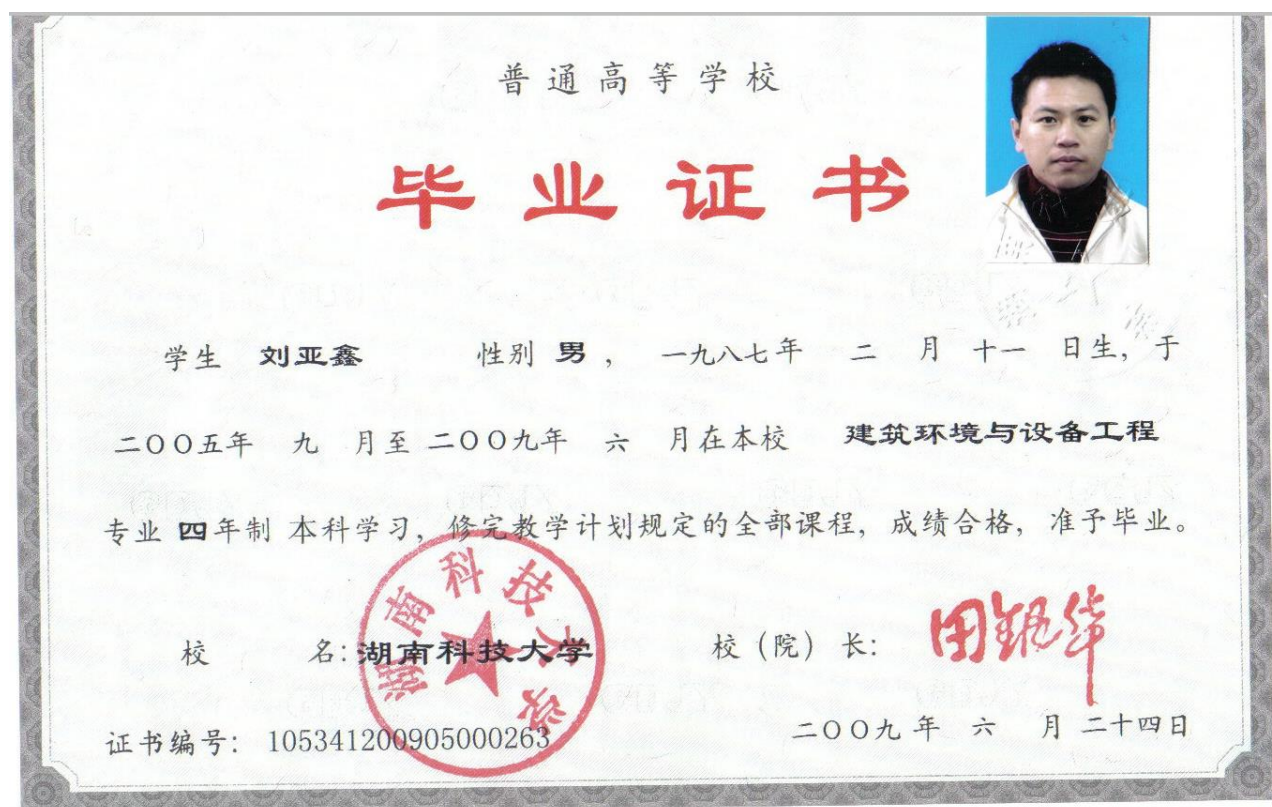 普通高等学校
毕业证书
学生 刘亚鑫 性别 男, 一九八七年 二 月 十一 日生, 于
二〇〇五年 九 月至二〇〇九年 六 月在本校 建筑环境与设备工程
专业 四年制 本科学习, 修完教学计划规定的全部课程, 成绩合格, 准予毕业。
校 名: 湖南科技大学 校 (院) 长: 田银华
湖南科技大学
证书编号: 105341200905000263 二〇〇九年 六 月 二十四日